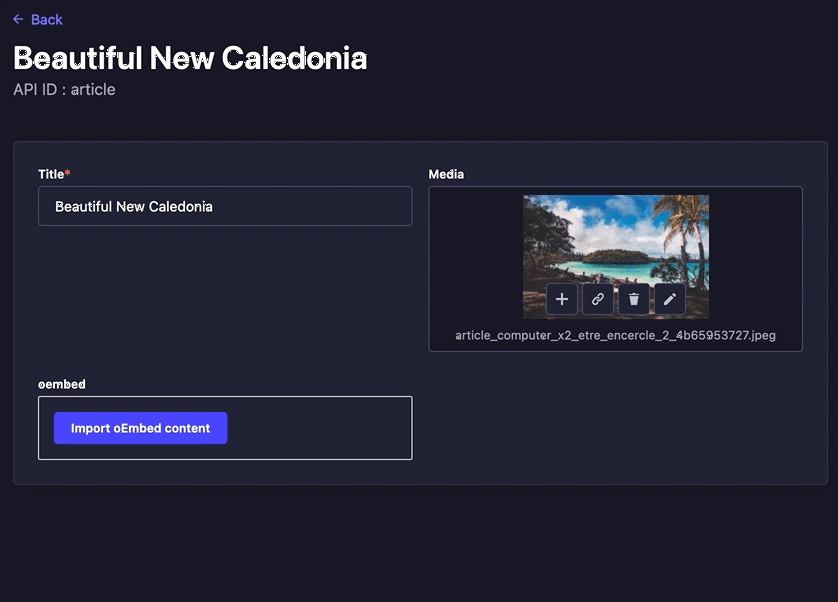 ← Back
Beautiful New Caledonia
API ID : article
Title*
Beautiful New Caledonia
Media
article_computer_x2_etre_encercle_2_4b65953727.jpeg
oembed
Import oEmbed content